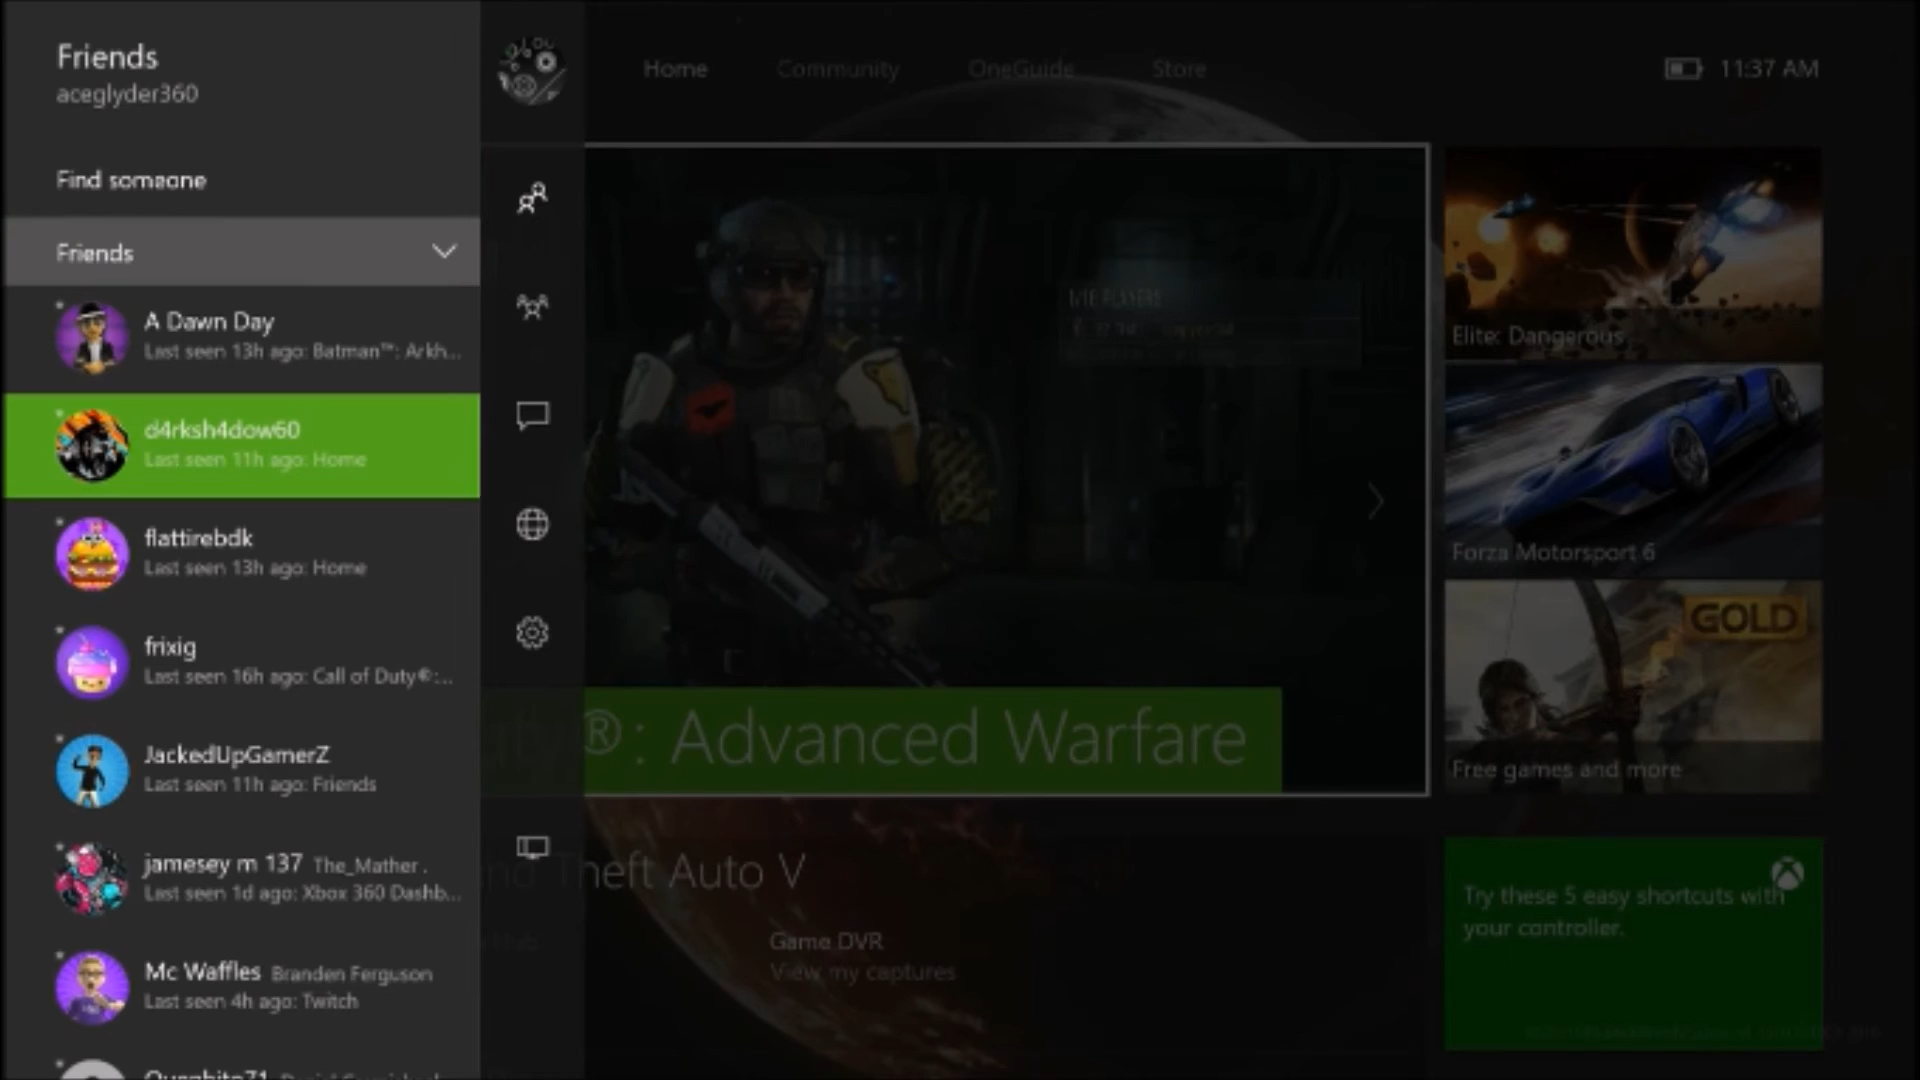 Friends
aceglyder360
Find someone
Friends
A Dawn Day
Last seen 13h ago: Batman™: Arkh...
d4rksh4dow60
Last seen 11h ago: Home
flattirebdk
Last seen 13h ago: Home
frixig
Last seen 16h ago: Call of Duty®:...
JackedUpGamerZ
Last seen 11h ago: Friends
jamesey m 137 The_Mather .
Last seen 1d ago: Xbox 360 Dashb...
Mc Waffles Branden Ferguson
Last seen 4h ago: Twitch
Home Community OneGuide Store
11:37 AM
®: Advanced Warfare
Theft Auto V
Game DVR
View my captures
Elite: Dangerous
Forza Motorsport 6
GOLD
Free games and more
Try these 5 easy shortcuts with
your controller.